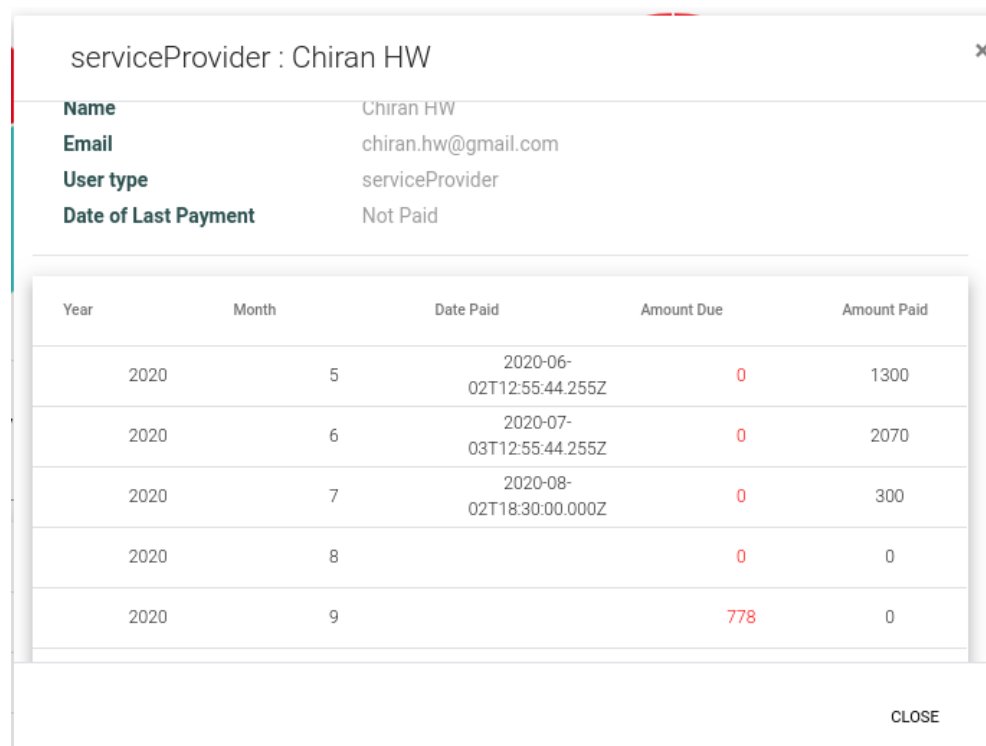 serviceProvider : Chiran HW
×
Name Chiran HW
Email chiran.hw@gmail.com
User type serviceProvider
Date of Last Payment Not Paid
Year Month Date Paid Amount Due Amount Paid
2020 5 2020-06-02T12:55:44.255Z 0 1300
2020 6 2020-07-03T12:55:44.255Z 0 2070
2020 7 2020-08-02T18:30:00.000Z 0 300
2020 8 0 0
2020 9 778 0
CLOSE